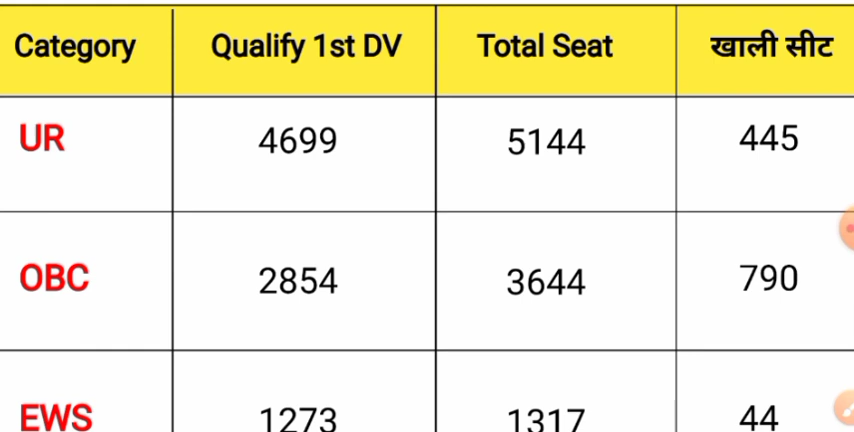 Category Qualify 1st DV Total Seat खाली सीट
UR 4699 5144 445
OBC 2854 3644 790
EWS 1273 1317 44